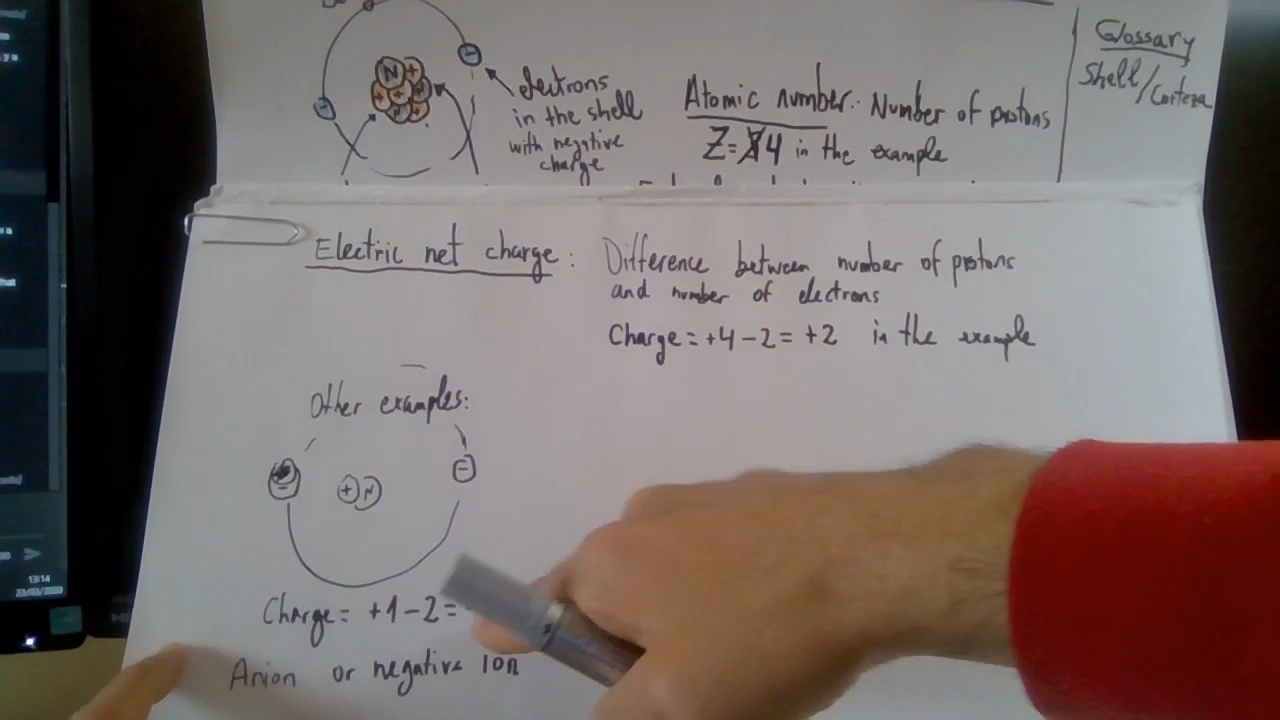 Glossary
Shell/Corteza
electrons
in the shell
with negative
charge
Atomic number: Number of protons
Z= 4 in the example
N
+
-
-
Electric net charge: Difference between number of protons
and number of electrons
Charge = +4 - 2 = +2 in the example
Other examples:
-
+ N
-
Charge = +1 - 2 =
Anion or negative Ion
13:14